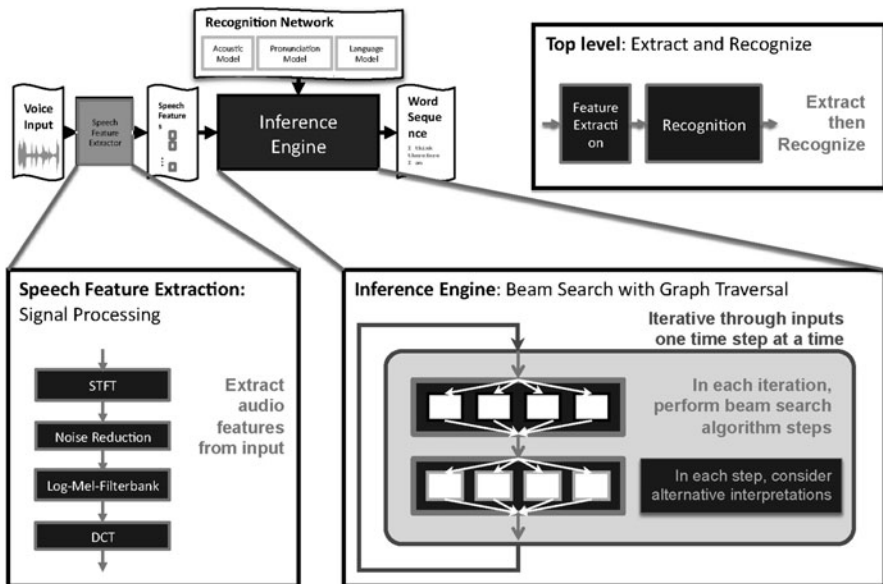 Recognition Network
Acoustic
Model
Pronunciation
Model
Language
Model
Voice
Input
Speech
Feature
Extractor
Speech
Feature
s
Inference
Engine
Word
Seque
nce
I think
therefore
I am
Top level: Extract and Recognize
Feature
Extracti
on
Recognition
Extract
then
Recognize
Speech Feature Extraction:
Signal Processing
STFT
Noise Reduction
Log-Mel-Filterbank
DCT
Extract
audio
features
from input
Inference Engine: Beam Search with Graph Traversal
Iterative through inputs
one time step at a time
In each iteration,
perform beam search
algorithm steps
In each step, consider
alternative interpretations